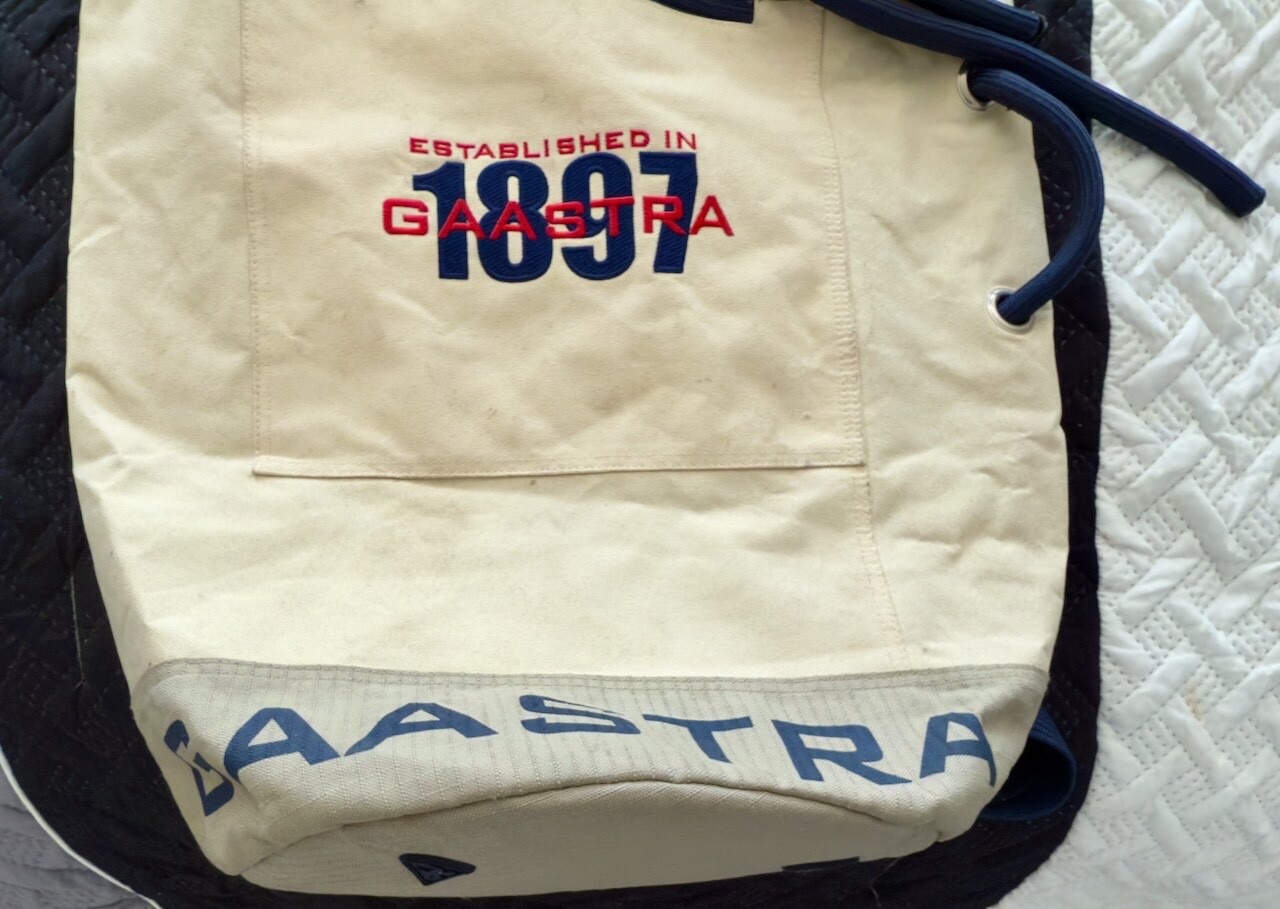 ESTABLISHED IN
1897
GAASTRA
GAASTRA